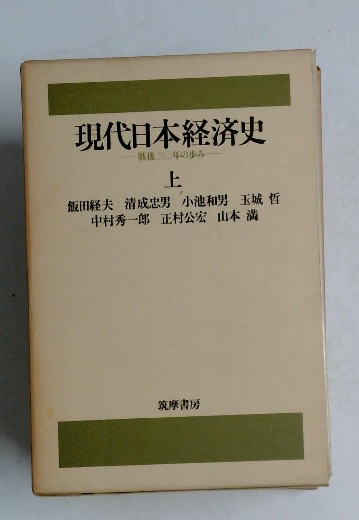 現代日本経済史
―戦後三〇年の歩み―
上
飯田経夫 清成忠男 小池和男 玉城 哲
中村秀一郎 正村公宏 山本 満
筑摩書房